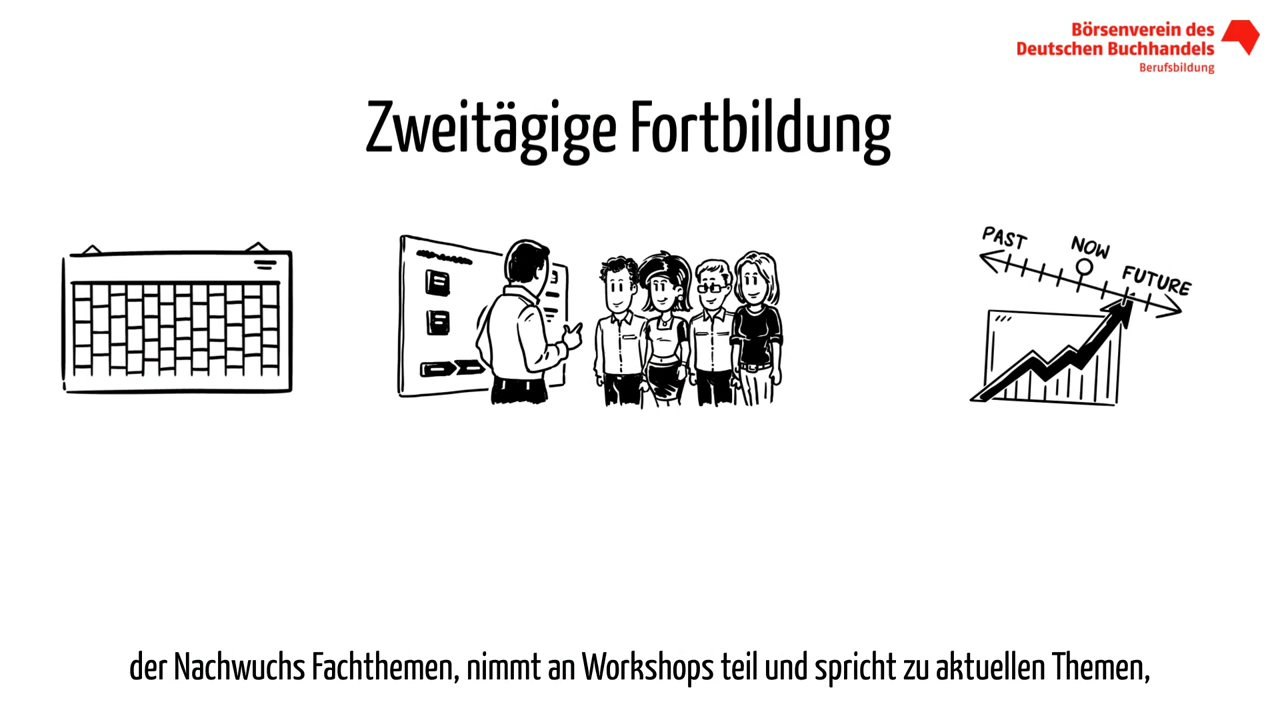 Börsenverein des
Deutschen Buchhandels
Berufsbildung
Zweitägige Fortbildung
PAST
NOW
FUTURE
der Nachwuchs Fachthemen, nimmt an Workshops teil und spricht zu aktuellen Themen,